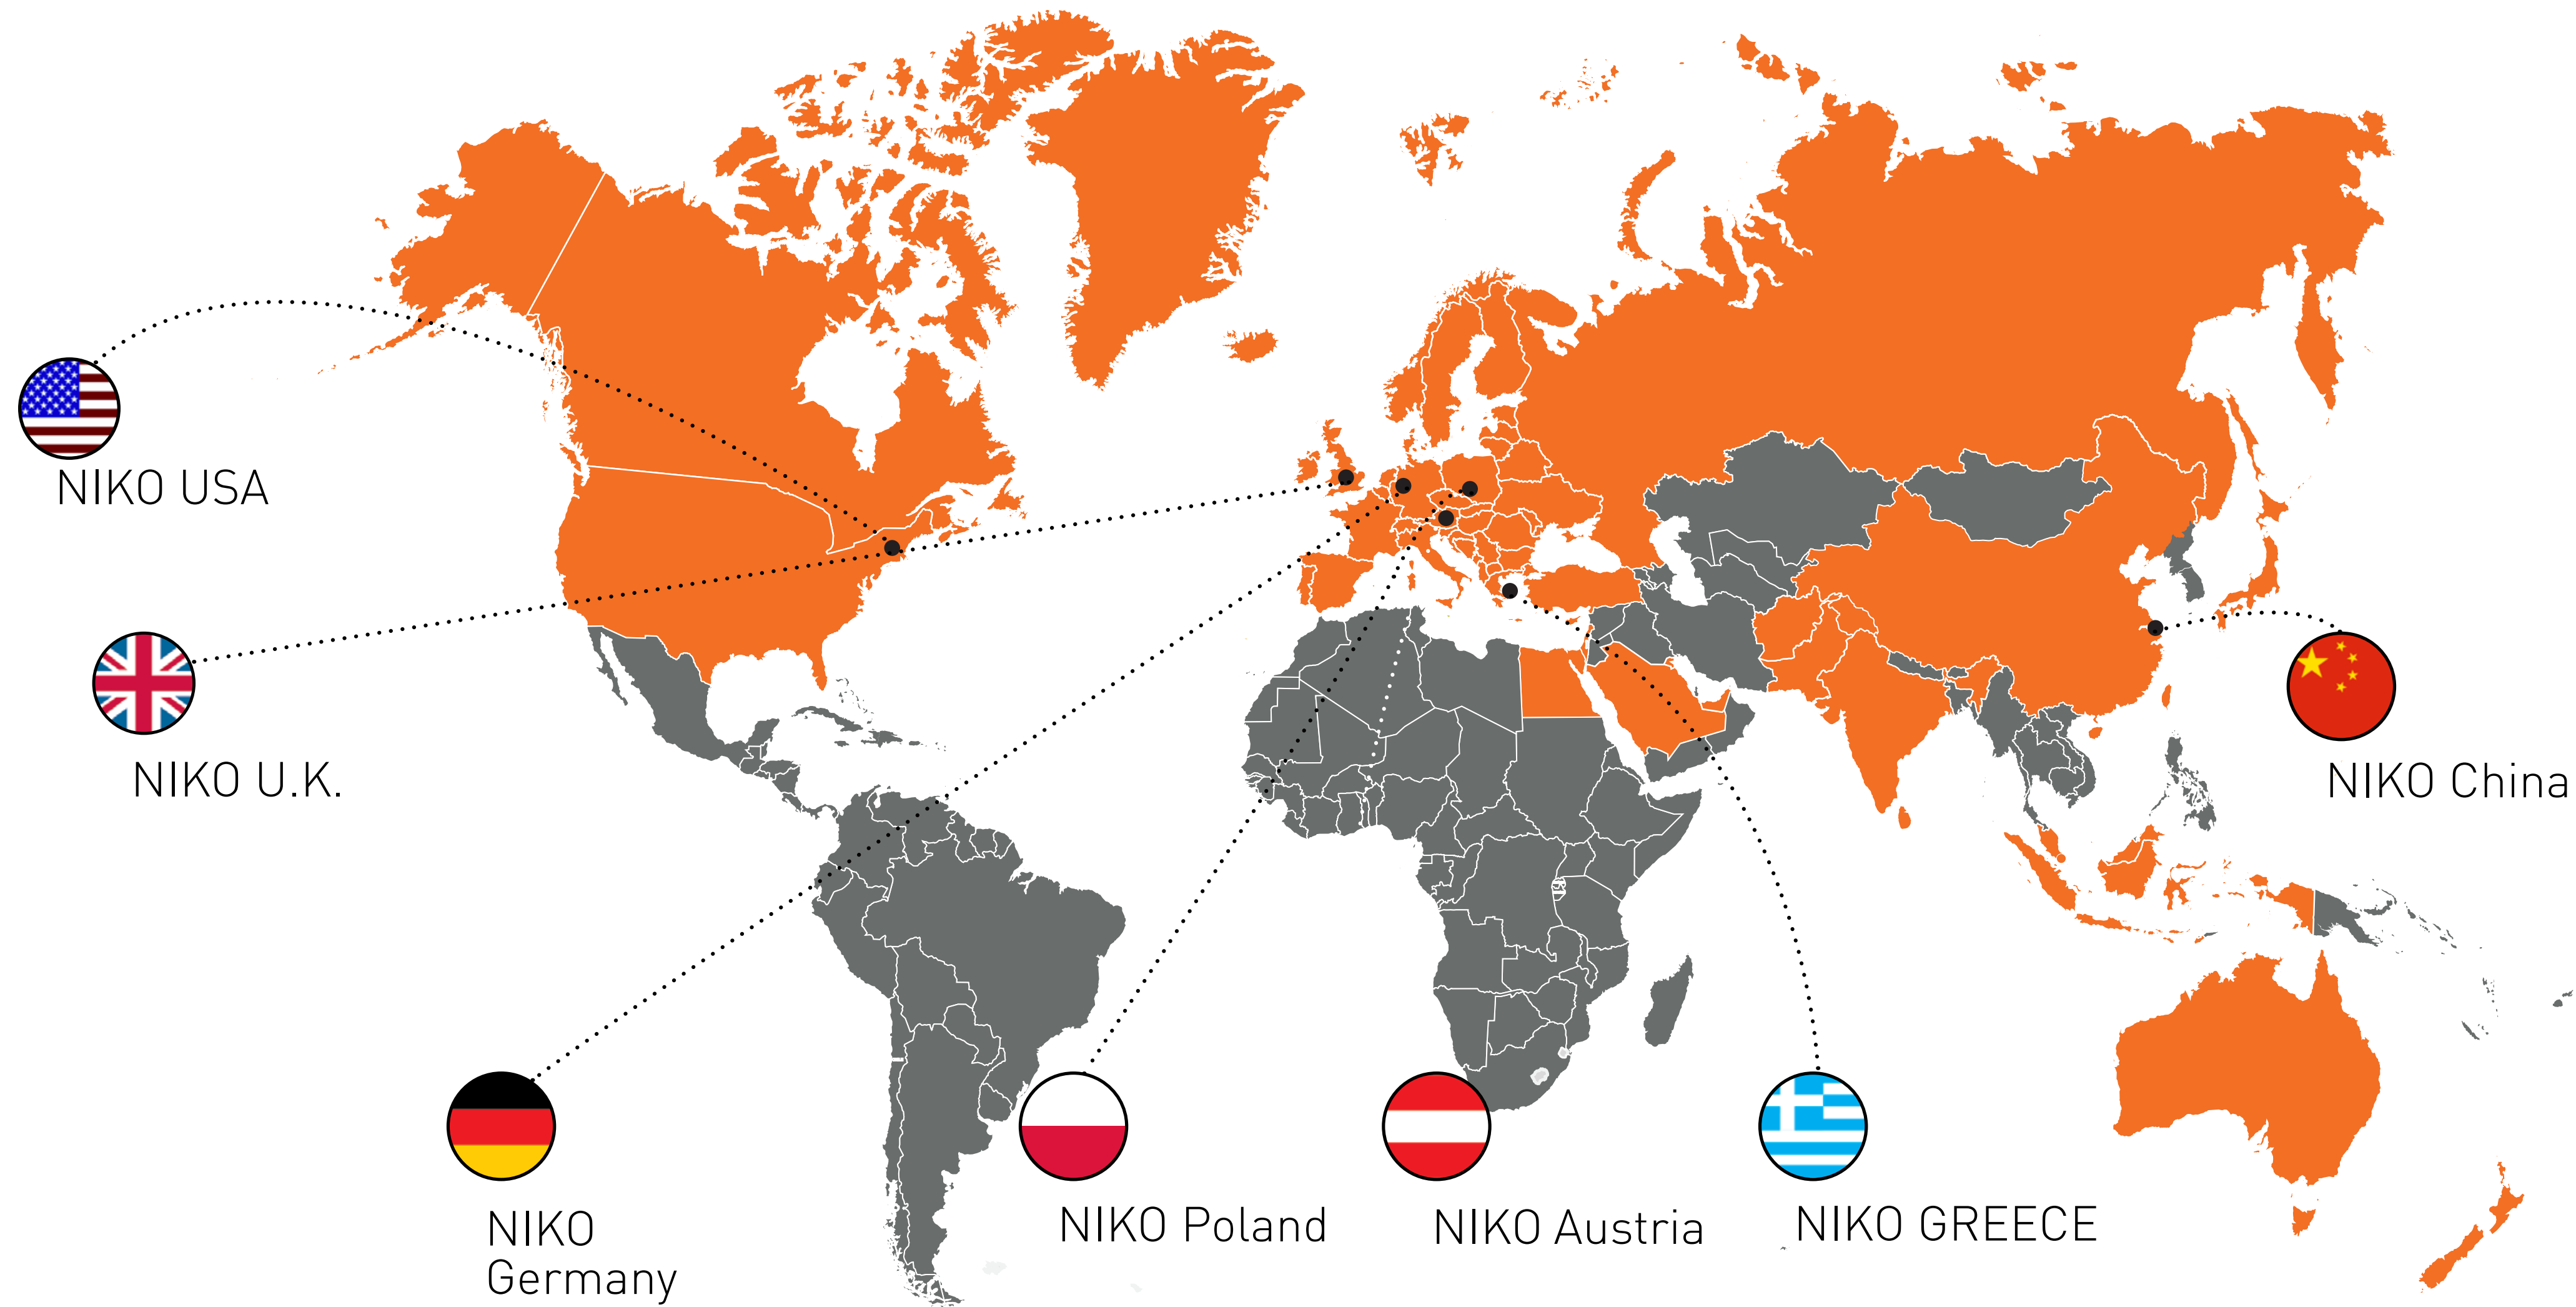 NIKO USA
NIKO U.K.
NIKO China
NIKO
Germany
NIKO Poland
NIKO Austria
NIKO GREECE